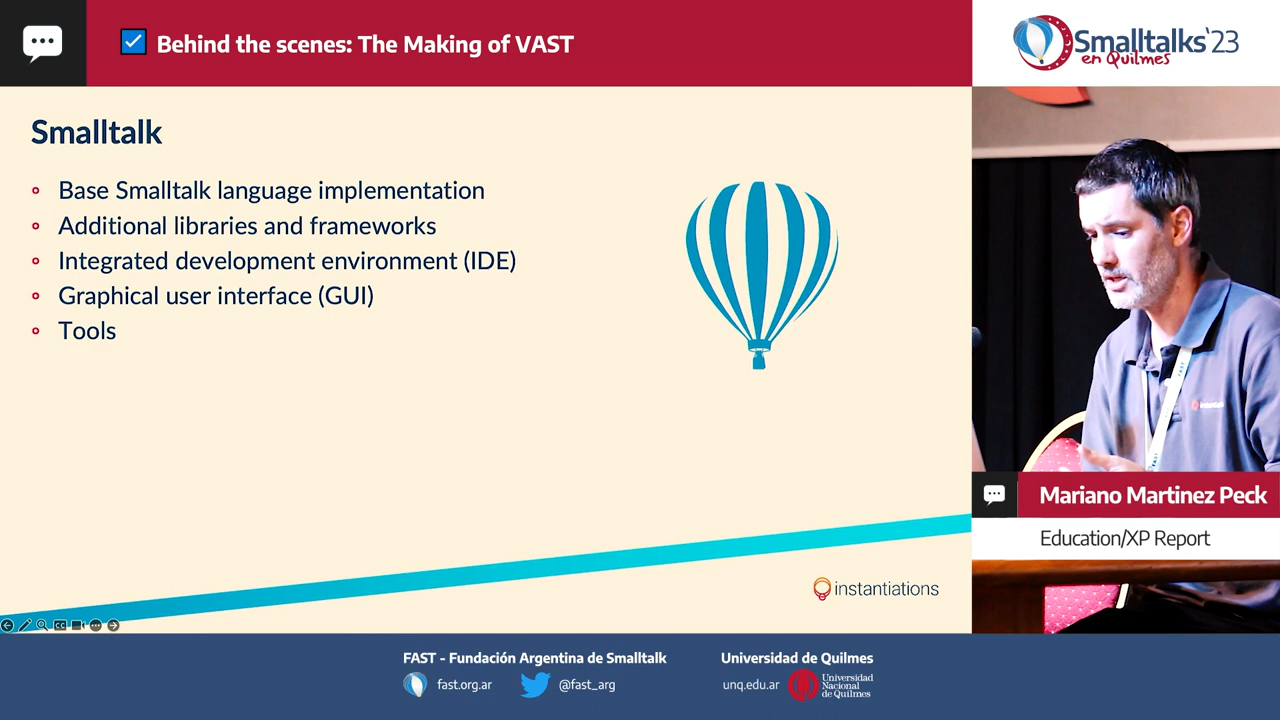 Behind the scenes: The Making of VAST
Smalltalks'23
en Quilmes
Smalltalk
Base Smalltalk language implementation
Additional libraries and frameworks
Integrated development environment (IDE)
Graphical user interface (GUI)
Tools
instantiations
CC
FAST
Mariano Martinez Peck
Education/XP Report
FAST - Fundación Argentina de Smalltalk
fast.org.ar
@fast_arg
Universidad de Quilmes
unq.edu.ar
Universidad
Nacional
de Quilmes